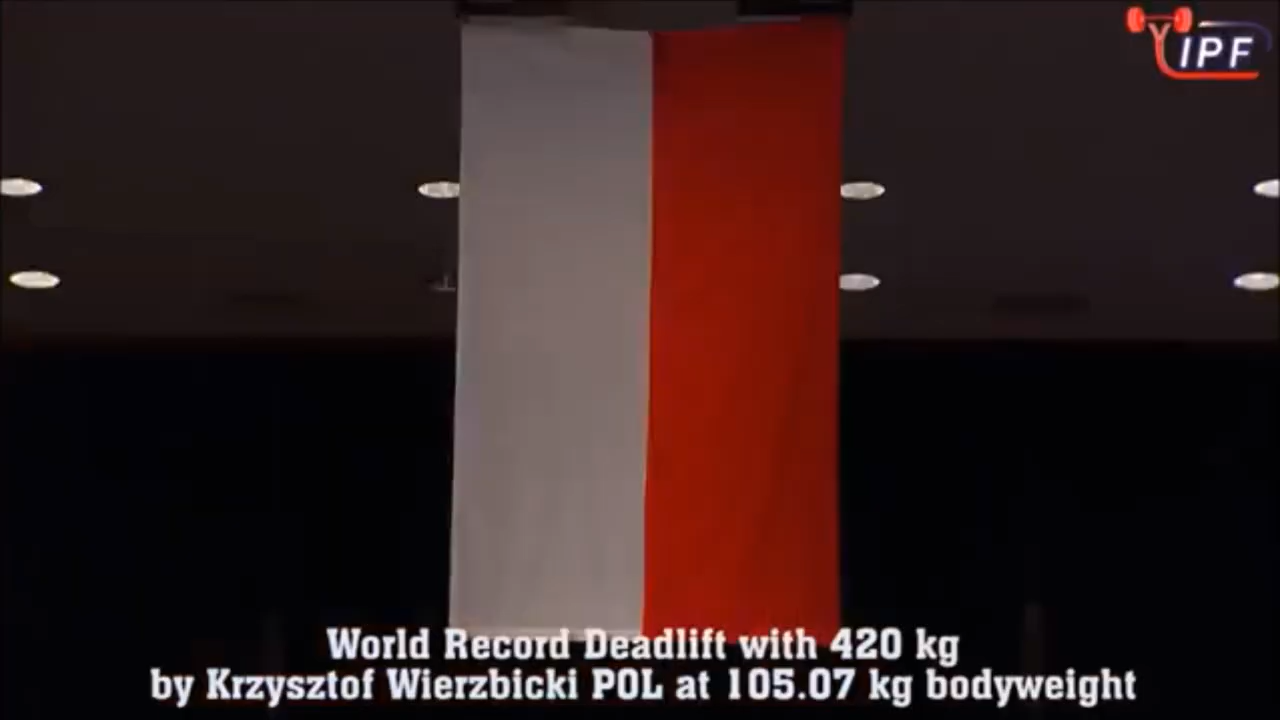 IPF
World Record Deadlift with 420 kg
by Krzysztof Wierzbicki POL at 105.07 kg bodyweight